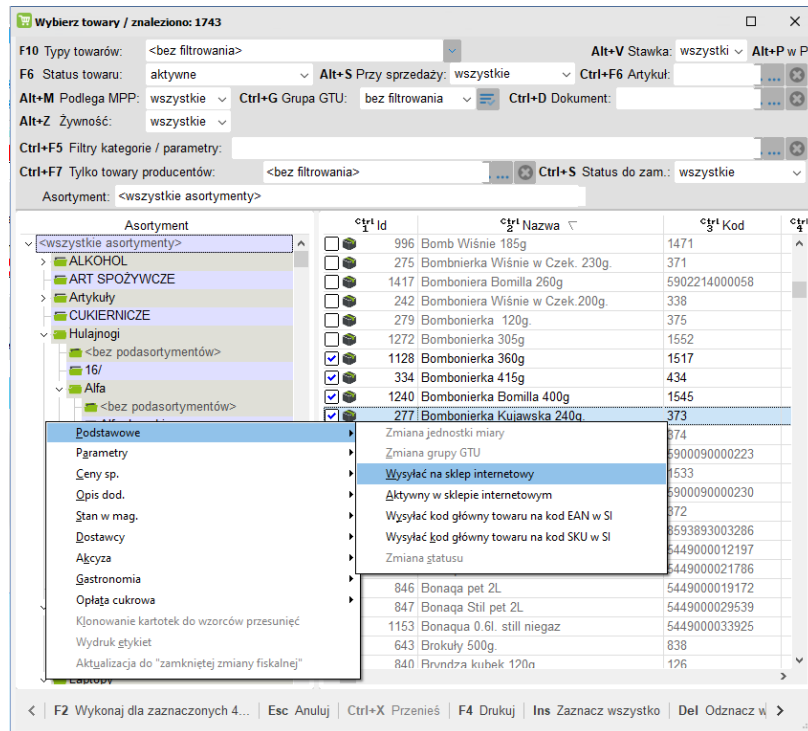 Wybierz towary / znaleziono: 1743
F10 Typy towarów: <bez filtrowania> Alt+V Stawka: wszystki Alt+P w P
F6 Status towaru: aktywne Alt+S Przy sprzedaży: wszystkie Ctrl+F6 Artykuł: ...
Alt+M Podlega MPP: wszystkie Ctrl+G Grupa GTU: bez filtrowania Ctrl+D Dokument: ...
Alt+Z Żywność: wszystkie
Ctrl+F5 Filtry kategorie / parametry: ...
Ctrl+F7 Tylko towary producentów: <bez filtrowania> ... Ctrl+S Status do zam.: wszystkie
Asortyment: <wszystkie asortymenty>
Asortyment
<wszystkie asortymenty>
ALKOHOL
ART SPOŻYWCZE
Artykuły
CUKIERNICZE
Hulajnogi
<bez podasortymentów>
16/
Alfa
<bez podasortymentów>
Ctrl 1 Id Ctrl 2 Nazwa Ctrl 3 Kod Ctrl 4
996 Bomb Wiśnie 185g 1471
275 Bombnierka Wiśnie w Czek. 230g. 371
1417 Bomboniera Bomilla 260g 5902214000058
242 Bomboniera Wiśnie w Czek.200g. 338
279 Bombonierka 120g. 375
1272 Bombonierka 305g 1552
1128 Bombonierka 360g 1517
334 Bombonierka 415g 434
1240 Bombonierka Bomilla 400g 1545
277 Bombonierka Kujawska 240g. 373
374
5900090000223
1533
5900090000230
372
8593893003286
5449000012197
5449000021786
846 Bonaqa pet 2L 5449000019172
847 Bonaqa Stil pet 2L 5449000029539
1153 Bonaqua 0.6l. still niegaz 5449000033925
643 Brokuły 500g. 838
840 Bryndza kubek 120g 126
Podstawowe
Parametry
Ceny sp.
Opis dod.
Stan w mag.
Dostawcy
Akcyza
Gastronomia
Opłata cukrowa
Klonowanie kartotek do wzorców przesunięć
Wydruk etykiet
Aktualizacja do "zamkniętej zmiany fiskalnej"
Zmiana jednostki miary
Zmiana grupy GTU
Wysyłać na sklep internetowy
Aktywny w sklepie internetowym
Wysyłać kod główny towaru na kod EAN w SI
Wysyłać kod główny towaru na kod SKU w SI
Zmiana statusu
Laptopy
F2 Wykonaj dla zaznaczonych 4... Esc Anuluj Ctrl+X Przenieś F4 Drukuj Ins Zaznacz wszystko Del Odznacz w